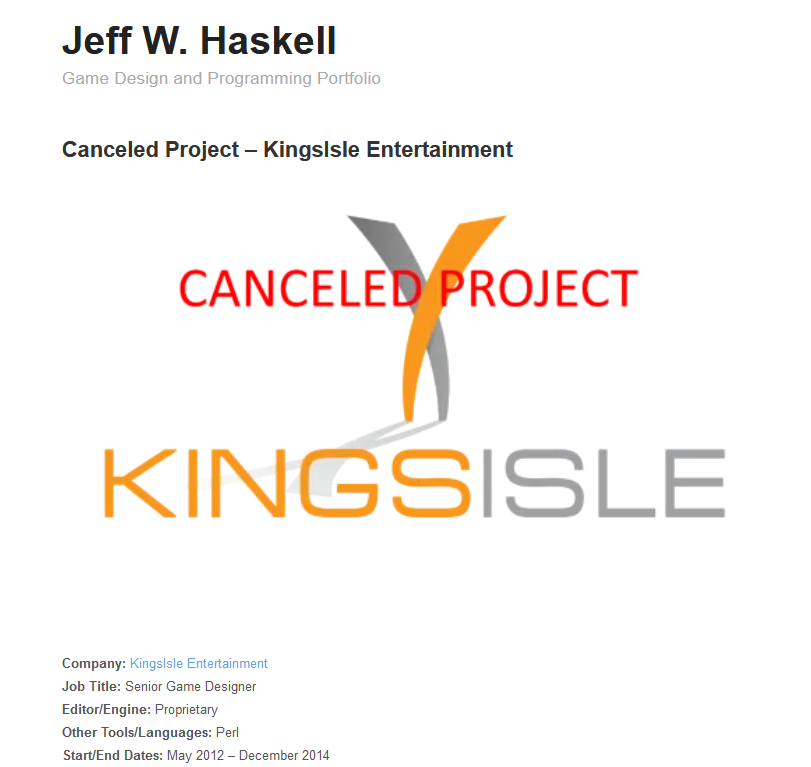 Jeff W. Haskell
Game Design and Programming Portfolio
Canceled Project – KingsIsle Entertainment
CANCELED PROJECT
KINGSISLE
Company: KingsIsle Entertainment
Job Title: Senior Game Designer
Editor/Engine: Proprietary
Other Tools/Languages: Perl
Start/End Dates: May 2012 – December 2014